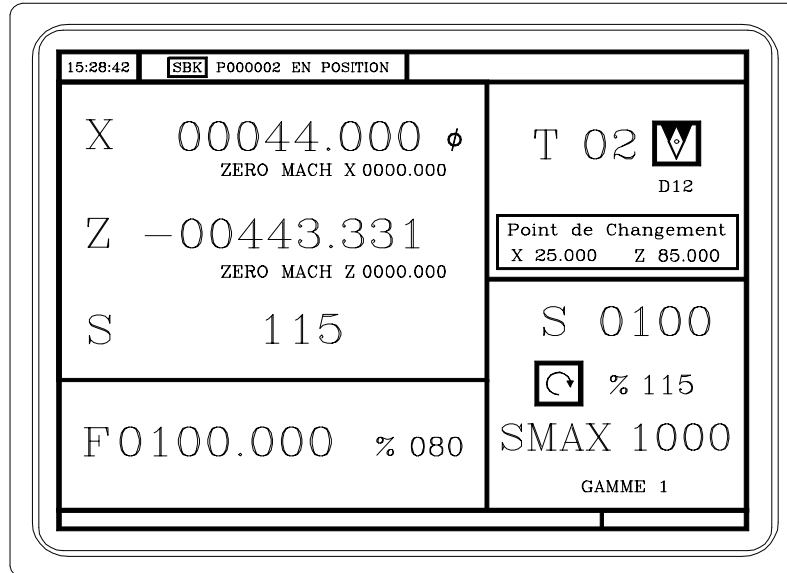 15:28:42 SBK P000002 EN POSITION
X 00044.000 ϕ
ZERO MACH X 0000.000
Z -00443.331
ZERO MACH Z 0000.000
S 115
F0100.000 % 080
T 02
D12
Point de Changement
X 25.000 Z 85.000
S 0100
% 115
SMAX 1000
GAMME 1